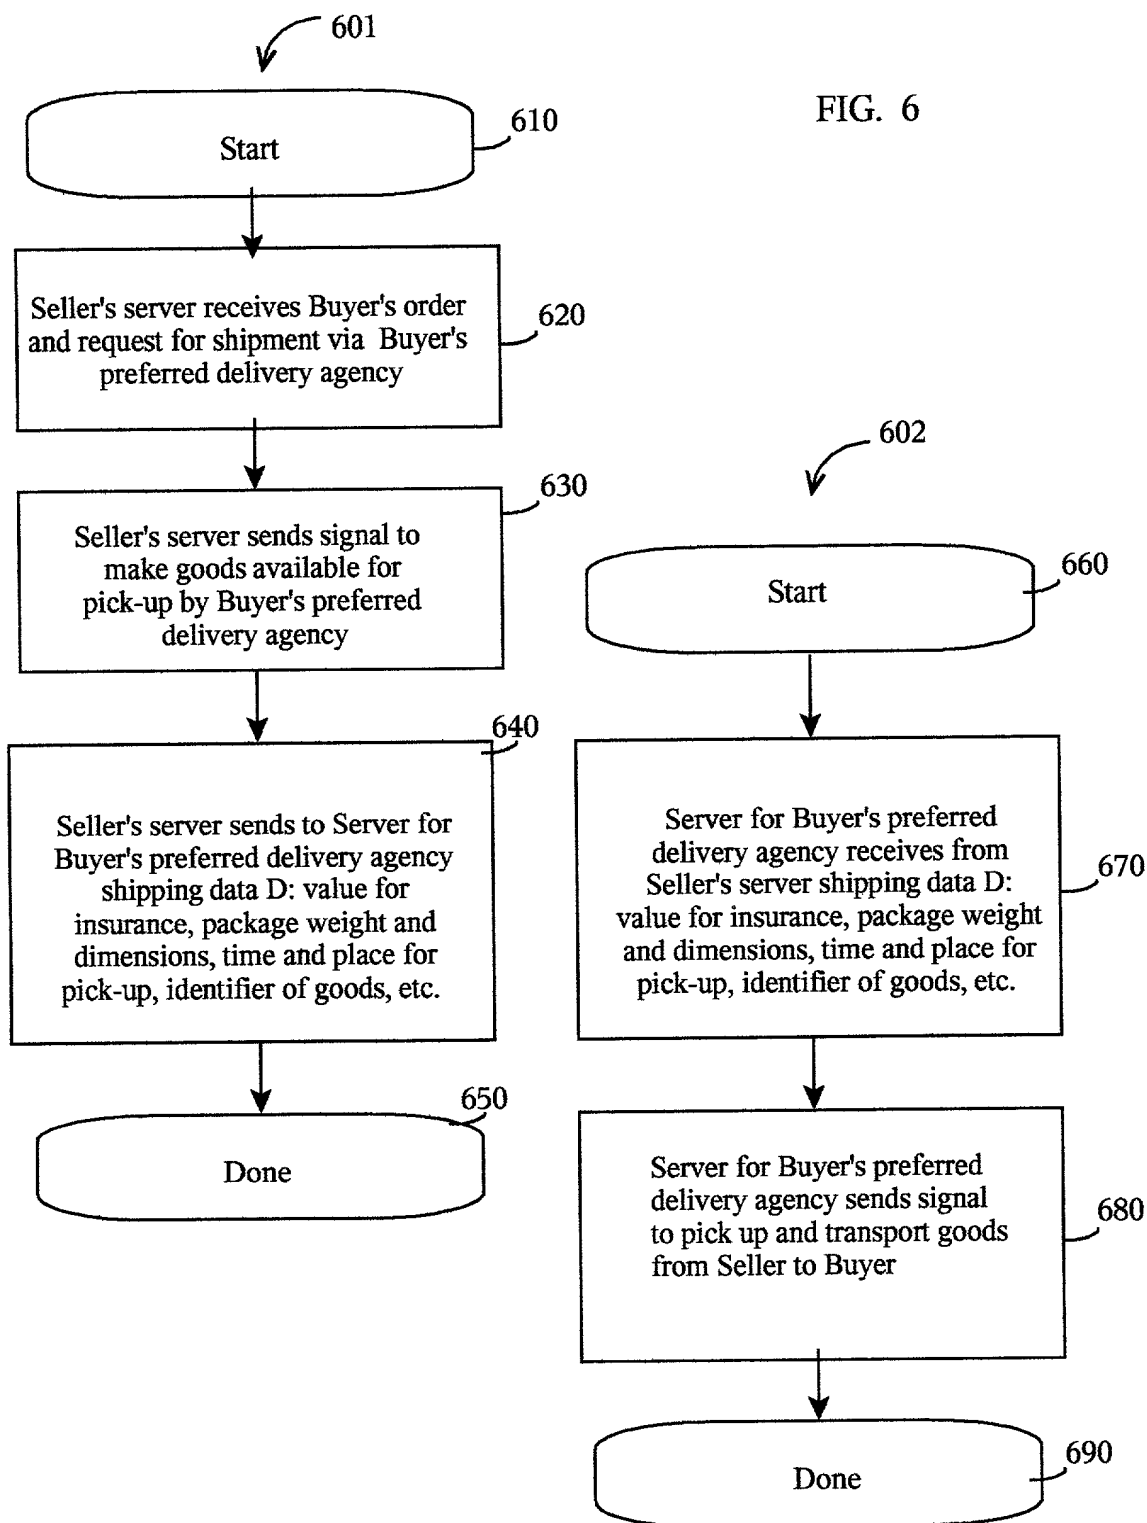 601
FIG. 6
Start
610
Seller's server receives Buyer's order
and request for shipment via Buyer's
preferred delivery agency
620
Seller's server sends signal to
make goods available for
pick-up by Buyer's preferred
delivery agency
630
640
Seller's server sends to Server for
Buyer's preferred delivery agency
shipping data D: value for
insurance, package weight and
dimensions, time and place for
pick-up, identifier of goods, etc.
650
Done
602
Start
660
Server for Buyer's preferred
delivery agency receives from
Seller's server shipping data D:
value for insurance, package weight
and dimensions, time and place for
pick-up, identifier of goods, etc.
670
Server for Buyer's preferred
delivery agency sends signal
to pick up and transport goods
from Seller to Buyer
680
Done
690